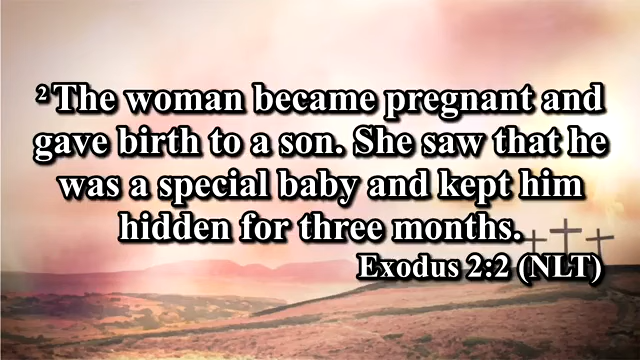 2 The woman became pregnant and
gave birth to a son. She saw that he
was a special baby and kept him
hidden for three months.
Exodus 2:2 (NLT)